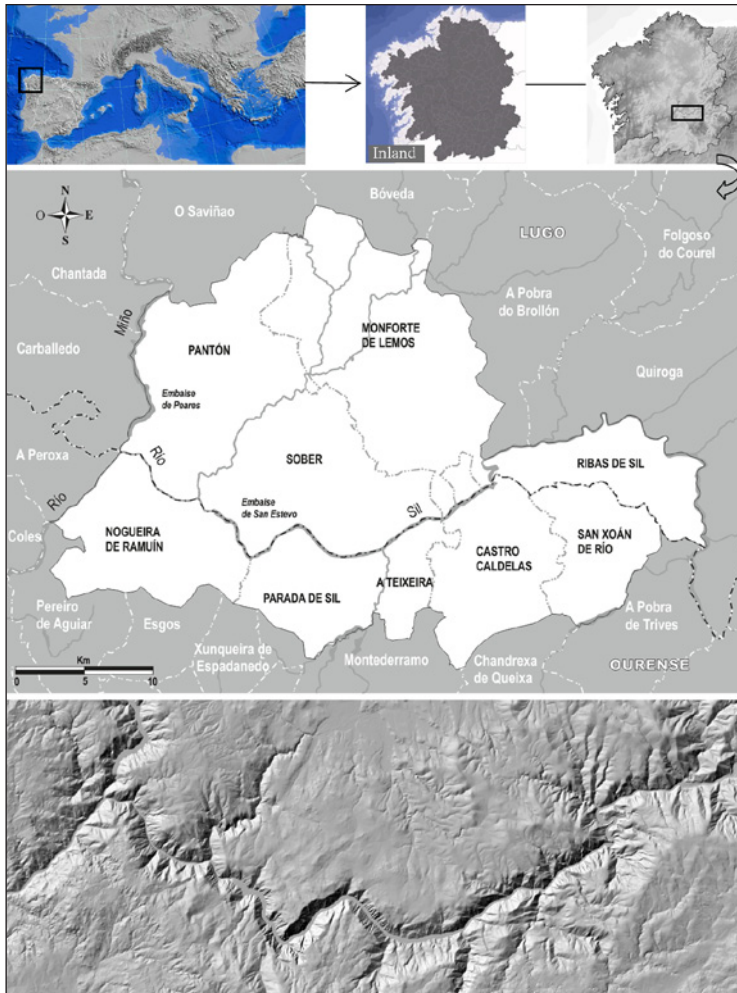 Inland
N
O
E
S
O Saviñao
Bóveda
LUGO
Folgoso
do Courel
Chantada
A Pobra
do Brollón
Miño
MONFORTE
DE LEMOS
PANTÓN
Carballedo
Quiroga
Embalse
de Peares
A Peroxa
Río
SOBER
RIBAS DE SIL
Río
Embalse
de San Estevo
Sil
Coles
NOGUEIRA
DE RAMUÍN
CASTRO
CALDELAS
SAN XOÁN
DE RÍO
A TEIXEIRA
PARADA DE SIL
Pereiro
de Aguiar
Esgos
A Pobra
de Trives
Xunqueira de
Espadanedo
Montederramo
Chandrexa
de Queixa
OURENSE
Km
0 5 10